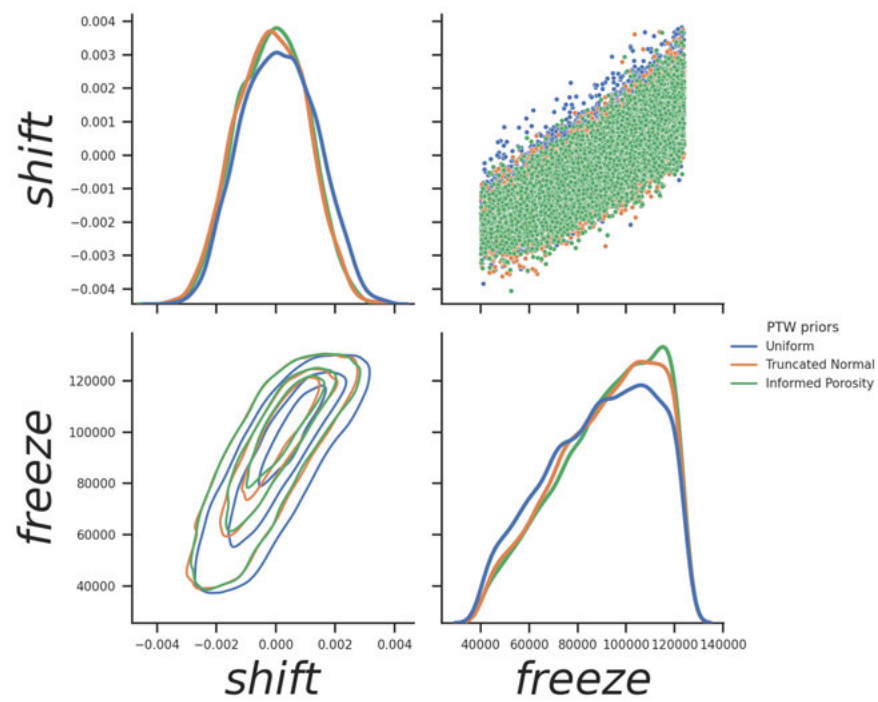 0.004
0.003
0.002
0.001
0.000
−0.001
−0.002
−0.003
−0.004
shift
PTW priors
Uniform
Truncated Normal
Informed Porosity
120000
100000
80000
60000
40000
freeze
−0.004 −0.002 0.000 0.002 0.004
40000 60000 80000 100000 120000 140000
shift
freeze